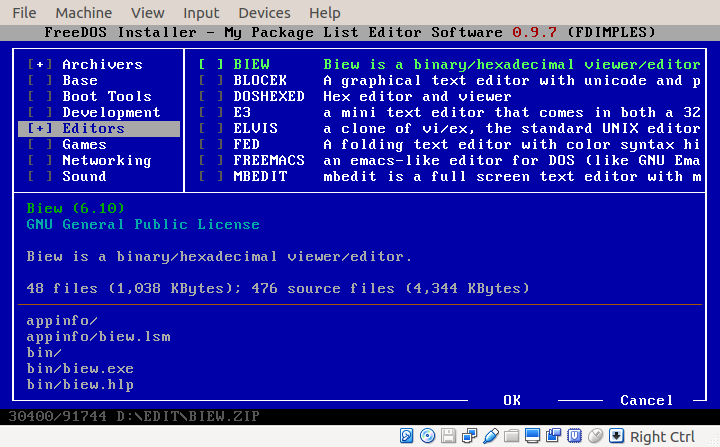 File Machine View Input Devices Help
FreeDOS Installer - My Package List Editor Software 0.9.7 (FDIMPLES)
[+] Archivers
[ ] Base
[ ] Boot Tools
[ ] Development
[+] Editors
[ ] Games
[ ] Networking
[ ] Sound
[ ] BIEW Biew is a binary/hexadecimal viewer/editor
[ ] BLOCEK A graphical text editor with unicode and p
[ ] DOSHEXED Hex editor and viewer
[ ] E3 a mini text editor that comes in both a 32
[ ] ELVIS a clone of vi/ex, the standard UNIX editor
[ ] FED A folding text editor with color syntax hi
[ ] FREEMACS an emacs-like editor for DOS (like GNU Ema
[ ] MBEDIT mbedit is a full screen text editor with m
Biew (6.10)
GNU General Public License
Biew is a binary/hexadecimal viewer/editor.
48 files (1,038 KBytes); 476 source files (4,344 KBytes)
appinfo/
appinfo/biew.lsm
bin/
bin/biew.exe
bin/biew.hlp
OK Cancel
30400/91744 D:\EDIT\BIEW.ZIP
Right Ctrl